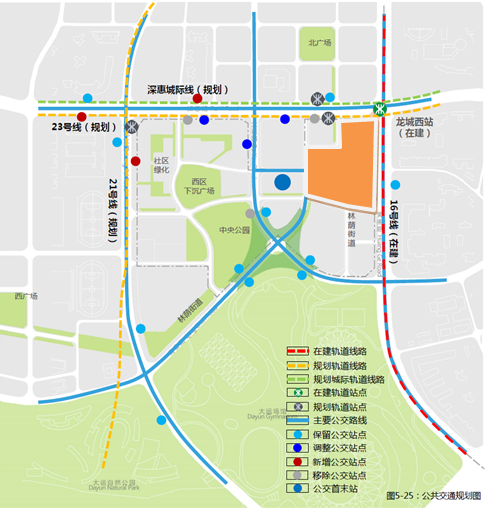 北广场
深惠城际线（规划）
23号线（规划）
龙城西站
（在建）
社区
绿化
西区
下沉广场
21号线（规划）
16号线（在建）
林荫街道
中央公园
西广场
林荫街道
大运场馆
Dayun Gymnasium
大运自然公园
Dayun Natural Park
在建轨道线路
规划轨道线路
规划城际轨道线路
在建轨道站点
规划轨道站点
主要公交路线
保留公交站点
调整公交站点
新增公交站点
移除公交站点
公交首末站
图5-25：公共交通规划图